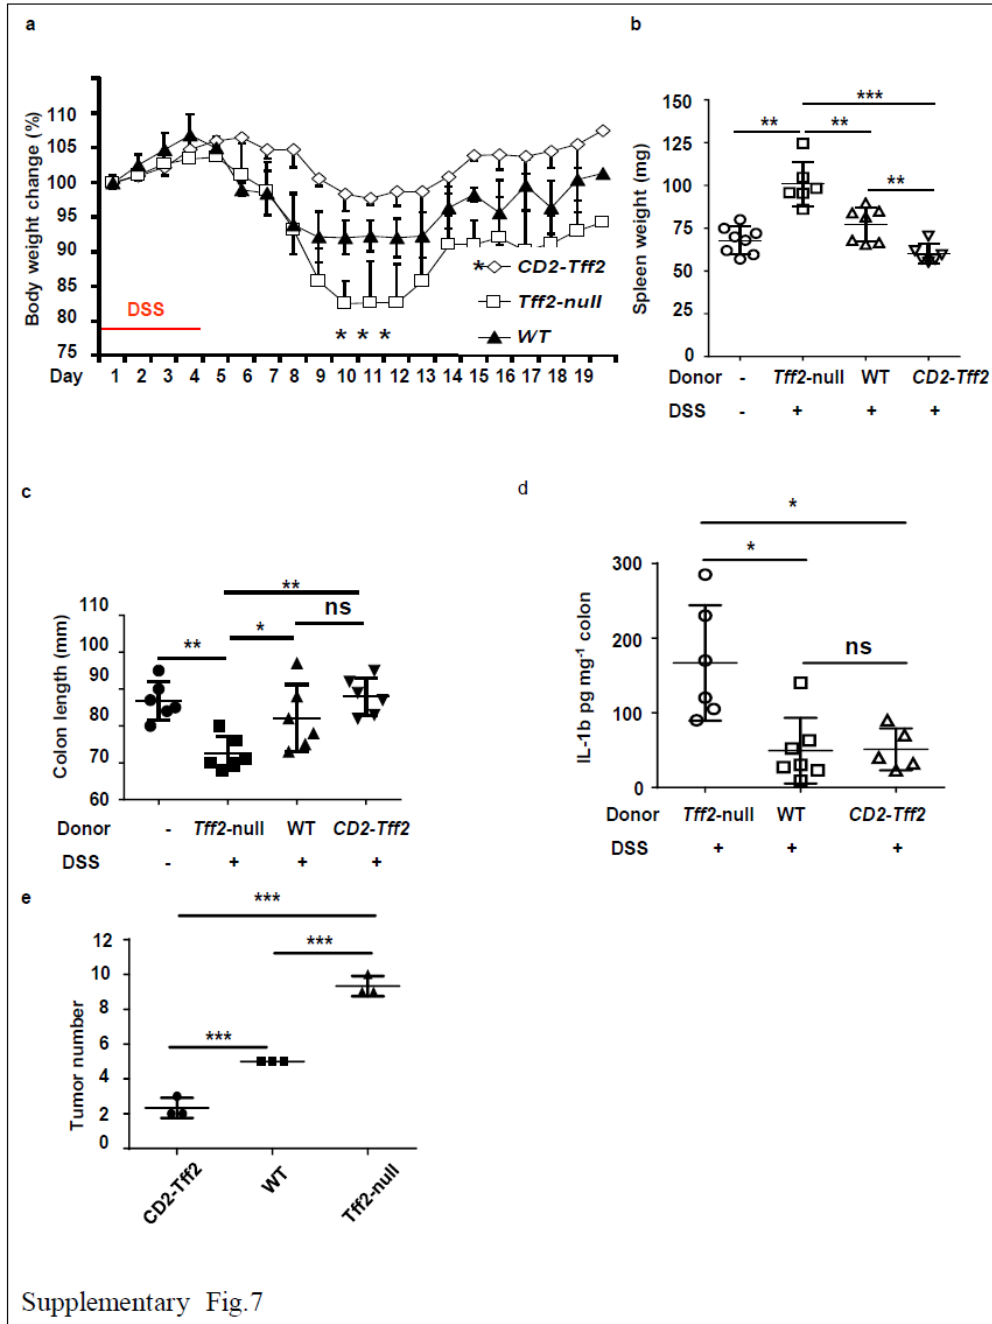 a
Body weight change (%)
110
105
100
95
90
85
80
75
DSS
* CD2-Tff2
Tff2-null
WT
* * *
Day 1 2 3 4 5 6 7 8 9 10 11 12 13 14 15 16 17 18 19
b
Spleen weight (mg)
150
125
100
75
50
25
0
***
** **
**
Donor - Tff2-null WT CD2-Tff2
DSS - + + +
c
Colon length (mm)
110
100
90
80
70
60
**
ns
*
**
Donor - Tff2-null WT CD2-Tff2
DSS - + + +
d
IL-1b pg mg-1 colon
300
200
100
0
*
*
ns
Donor Tff2-null WT CD2-Tff2
DSS + + +
e
Tumor number
12
10
8
6
4
2
0
***
***
***
CD2-Tff2
WT
Tff2-null
Supplementary Fig.7